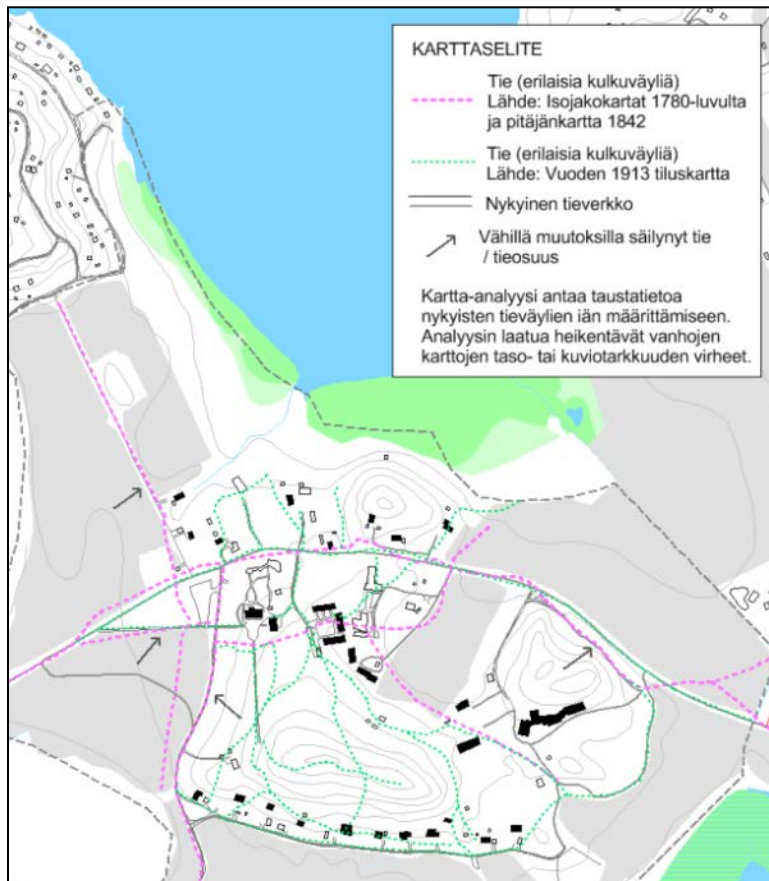 KARTTASELITE
Tie (erilaisia kulkuväyliä)
Lähde: Isojakokartat 1780-luvulta
ja pitäjänkartta 1842
Tie (erilaisia kulkuväyliä)
Lähde: Vuoden 1913 tiluskartta
Nykyinen tieverkko
Vähillä muutoksilla säilynyt tie
/ tieosuus
Kartta-analyysi antaa taustatietoa
nykyisten tieväylien iän määrittämiseen.
Analyysin laatua heikentävät vanhojen
karttojen taso- tai kuviotarkkuuden virheet.